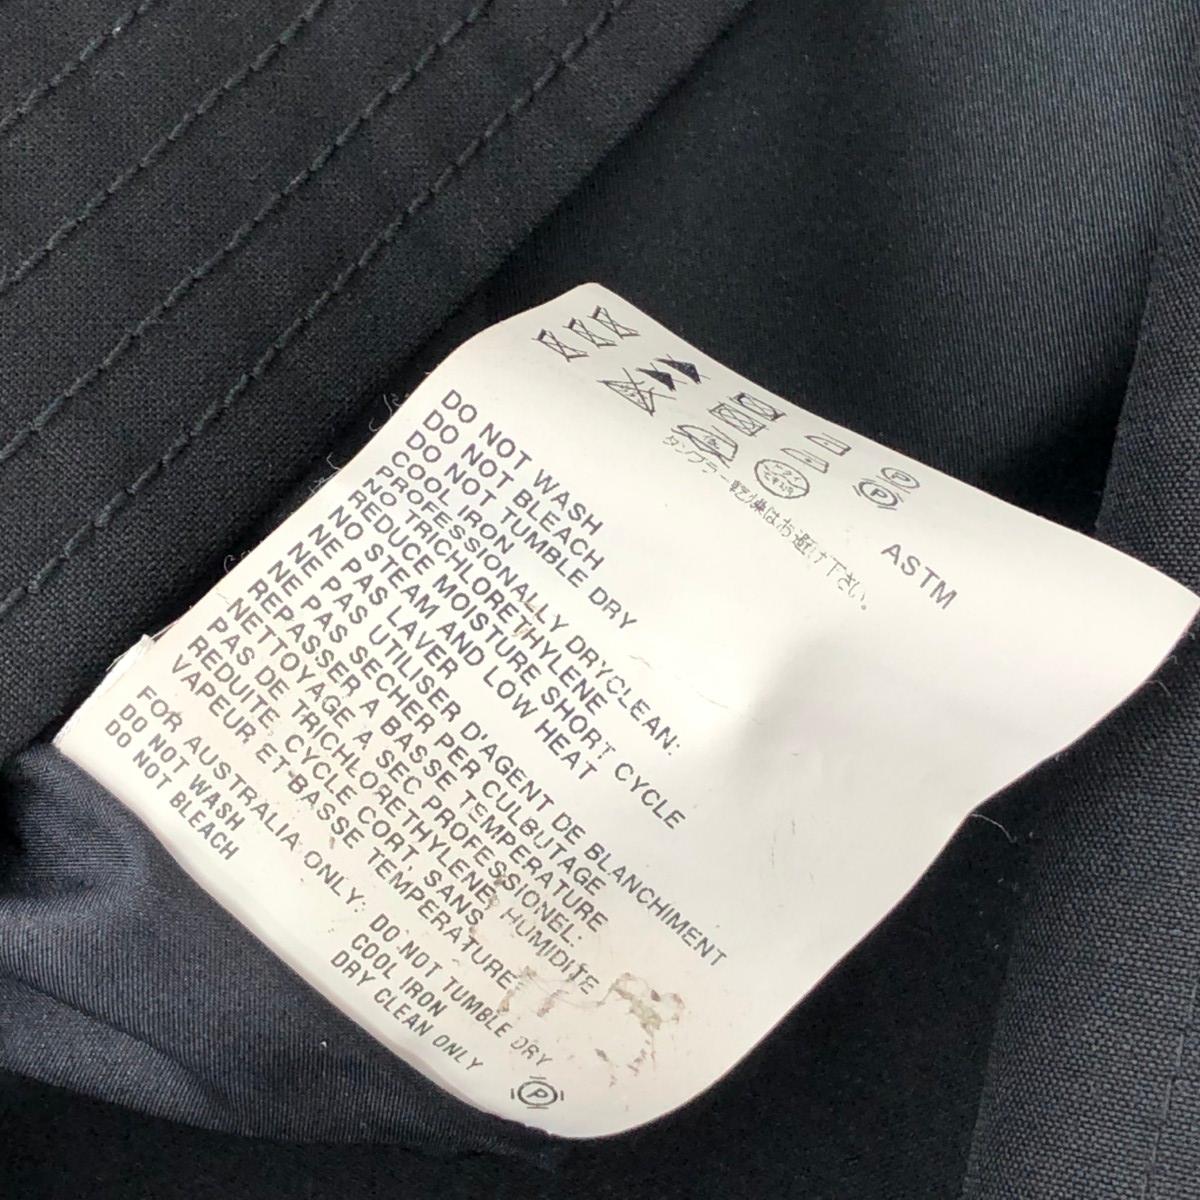 ASTM
タンブラー乾燥はお避け下さい。
DO NOT WASH
DO NOT BLEACH
DO NOT TUMBLE DRY
COOL IRON
PROFESSIONALLY DRYCLEAN:
NO TRICHLORETHYLENE
REDUCE MOISTURE SHORT CYCLE
NO STEAM AND LOW HEAT
NE PAS LAVER
NE PAS UTILISER D'AGENT DE BLANCHIMENT
NE PAS SECHER PER CULBUTAGE
REPASSER A BASSE TEMPERATURE
NETTOYAGE A SEC PROFESSIONEL:
PAS DE TRICHLORETHYLENE, HUMIDITE
REDUITE, CYCLE CORT, SANS
VAPEUR ET BASSE TEMPERATURE
FOR AUSTRALIA ONLY: DO NOT TUMBLE DRY
DO NOT WASH COOL IRON
DO NOT BLEACH DRY CLEAN ONLY
P
P
P